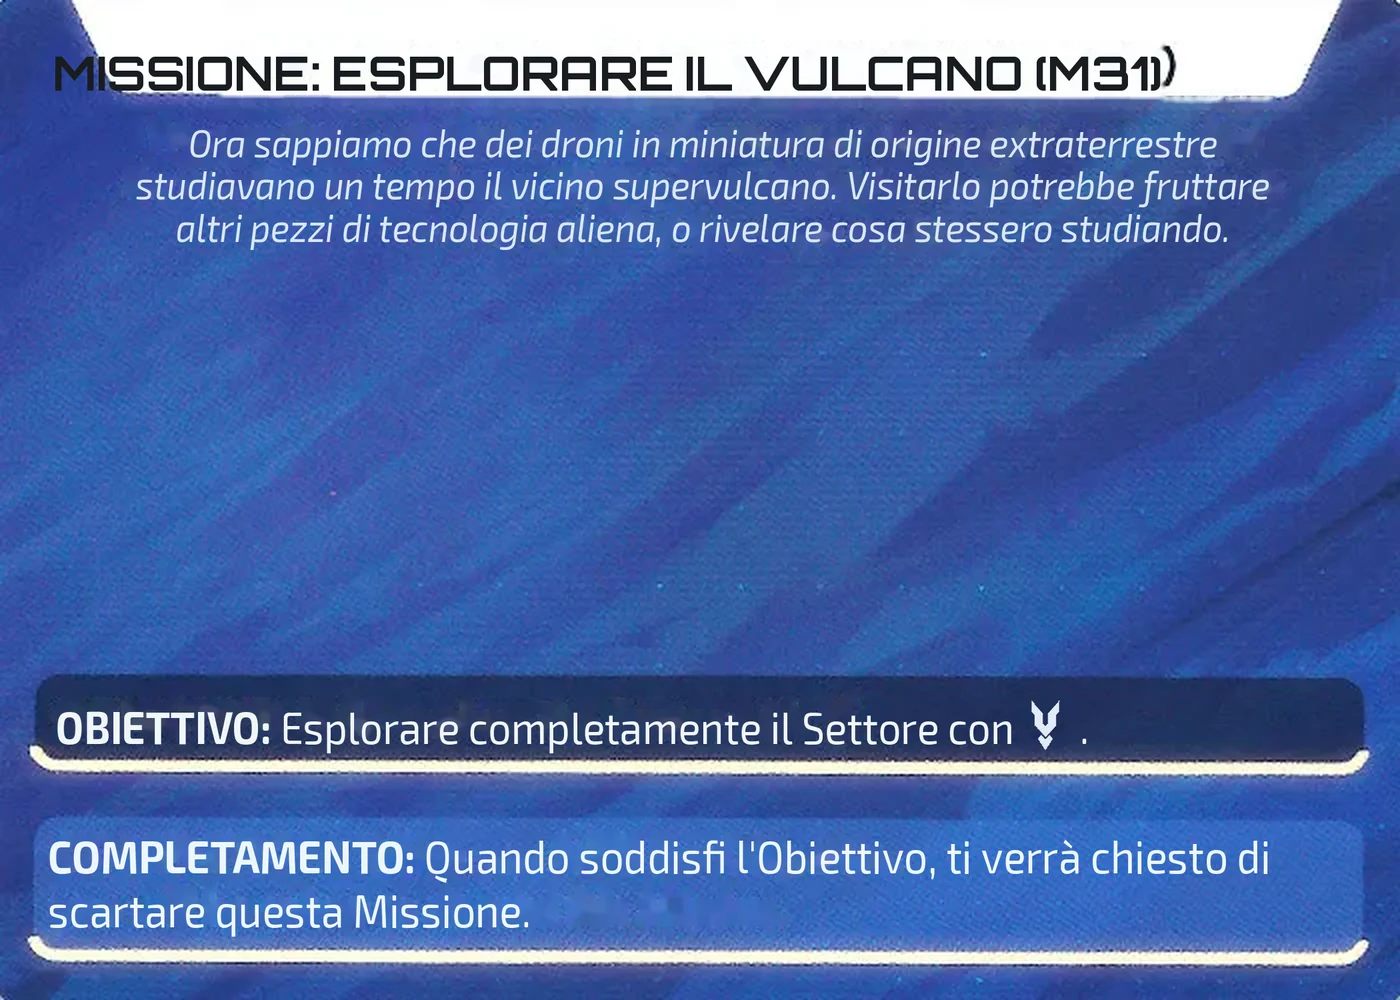 MISSIONE: ESPLORARE IL VULCANO (M31))
Ora sappiamo che dei droni in miniatura di origine extraterrestre
studiavano un tempo il vicino supervulcano. Visitarlo potrebbe fruttare
altri pezzi di tecnologia aliena, o rivelare cosa stessero studiando.
OBIETTIVO: Esplorare completamente il Settore con .
COMPLETAMENTO: Quando soddisfi l'Obiettivo, ti verrà chiesto di
scartare questa Missione.